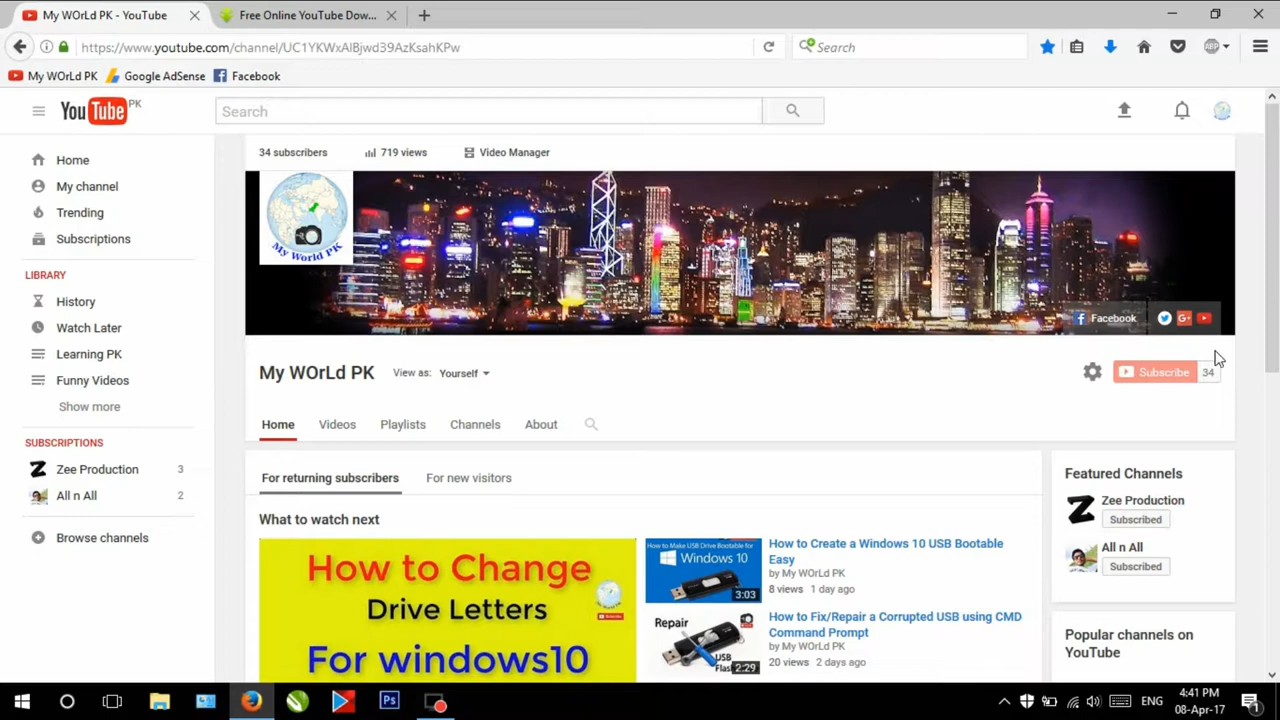 My WOrLd PK - YouTube
Free Online YouTube Dow...
https://www.youtube.com/channel/UC1YKWxAlBjwd39AzKsahKPw
Search
ABP
My WOrLd PK
Google AdSense
Facebook
YouTube PK
Search
34 subscribers
719 views
Video Manager
Home
My channel
Trending
Subscriptions
LIBRARY
History
Watch Later
Learning PK
Funny Videos
Show more
SUBSCRIPTIONS
Zee Production 3
All n All 2
Browse channels
My World PK
Facebook
G+
My WOrLd PK
View as: Yourself
Subscribe 34
Home
Videos
Playlists
Channels
About
For returning subscribers
For new visitors
What to watch next
How to Change
Drive Letters
For windows10
How to Make USB Drive Bootable for
Windows 10
3:03
How to Create a Windows 10 USB Bootable
Easy
by My WOrLd PK
8 views 1 day ago
Repair
USB
2:29
How to Fix/Repair a Corrupted USB using CMD
Command Prompt
by My WOrLd PK
20 views 2 days ago
Featured Channels
Zee Production
Subscribed
All n All
Subscribed
Popular channels on
YouTube
Ps
ENG
4:41 PM
08-Apr-17
1